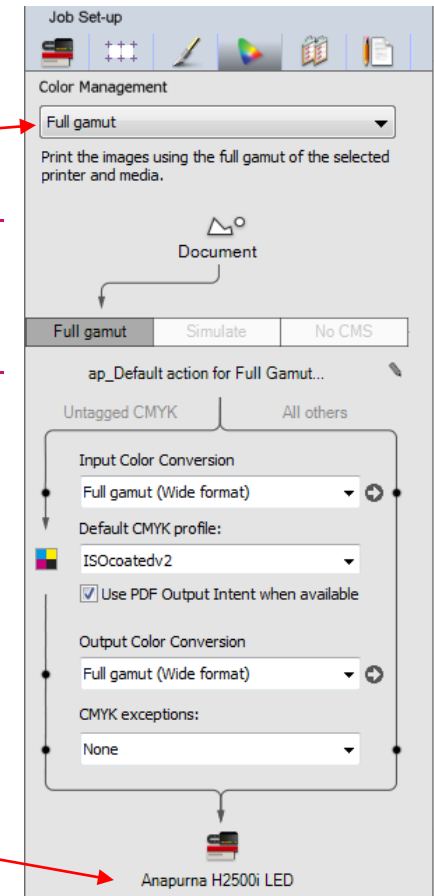 Job Set-up
Color Management
Full gamut
Print the images using the full gamut of the selected
printer and media.
Document
Full gamut Simulate No CMS
ap_Default action for Full Gamut...
Untagged CMYK All others
Input Color Conversion
Full gamut (Wide format)
Default CMYK profile:
ISOcoatedv2
Use PDF Output Intent when available
Output Color Conversion
Full gamut (Wide format)
CMYK exceptions:
None
Anapurna H2500i LED